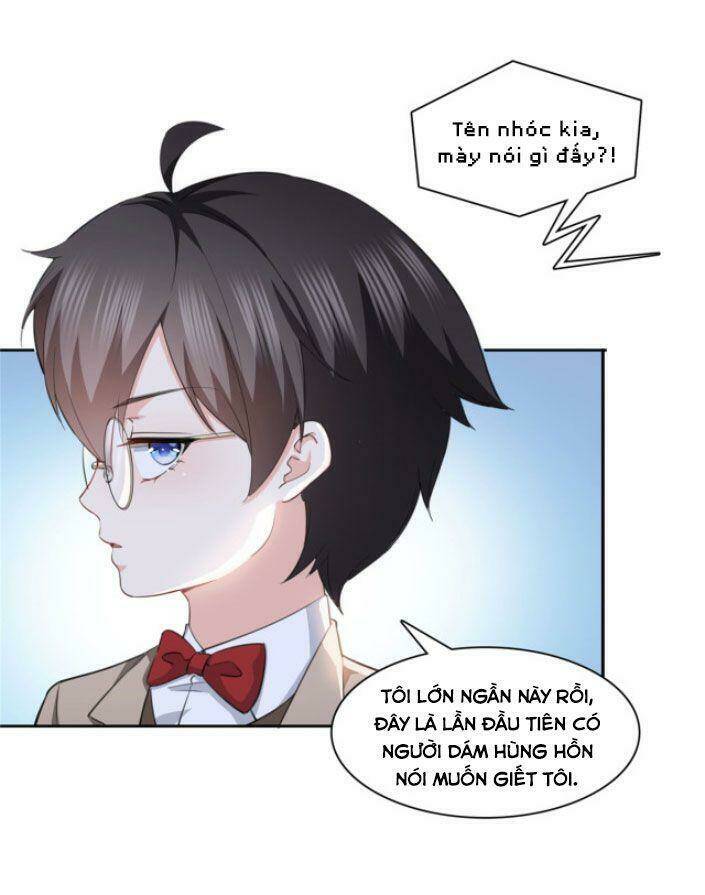 Tên nhóc kia,
mày nói gì đấy?!
TÔI LỚN NGẦN NÀY RỒI,
ĐÂY LÀ LẦN ĐẦU TIÊN CÓ
NGƯỜI DÁM HÙNG HỒN
NÓI MUỐN GIẾT TÔI.